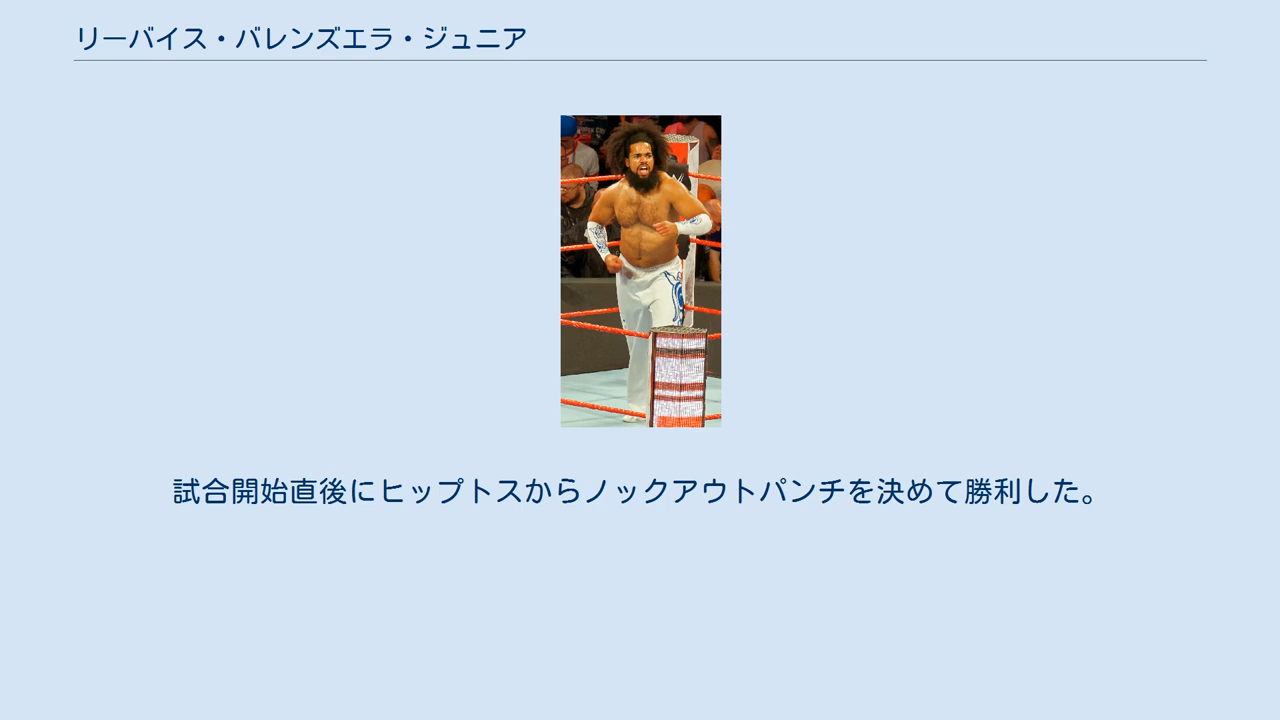 リーバイス・バレンズエラ・ジュニア
試合開始直後にヒップトスからノックアウトパンチを決めて勝利した。